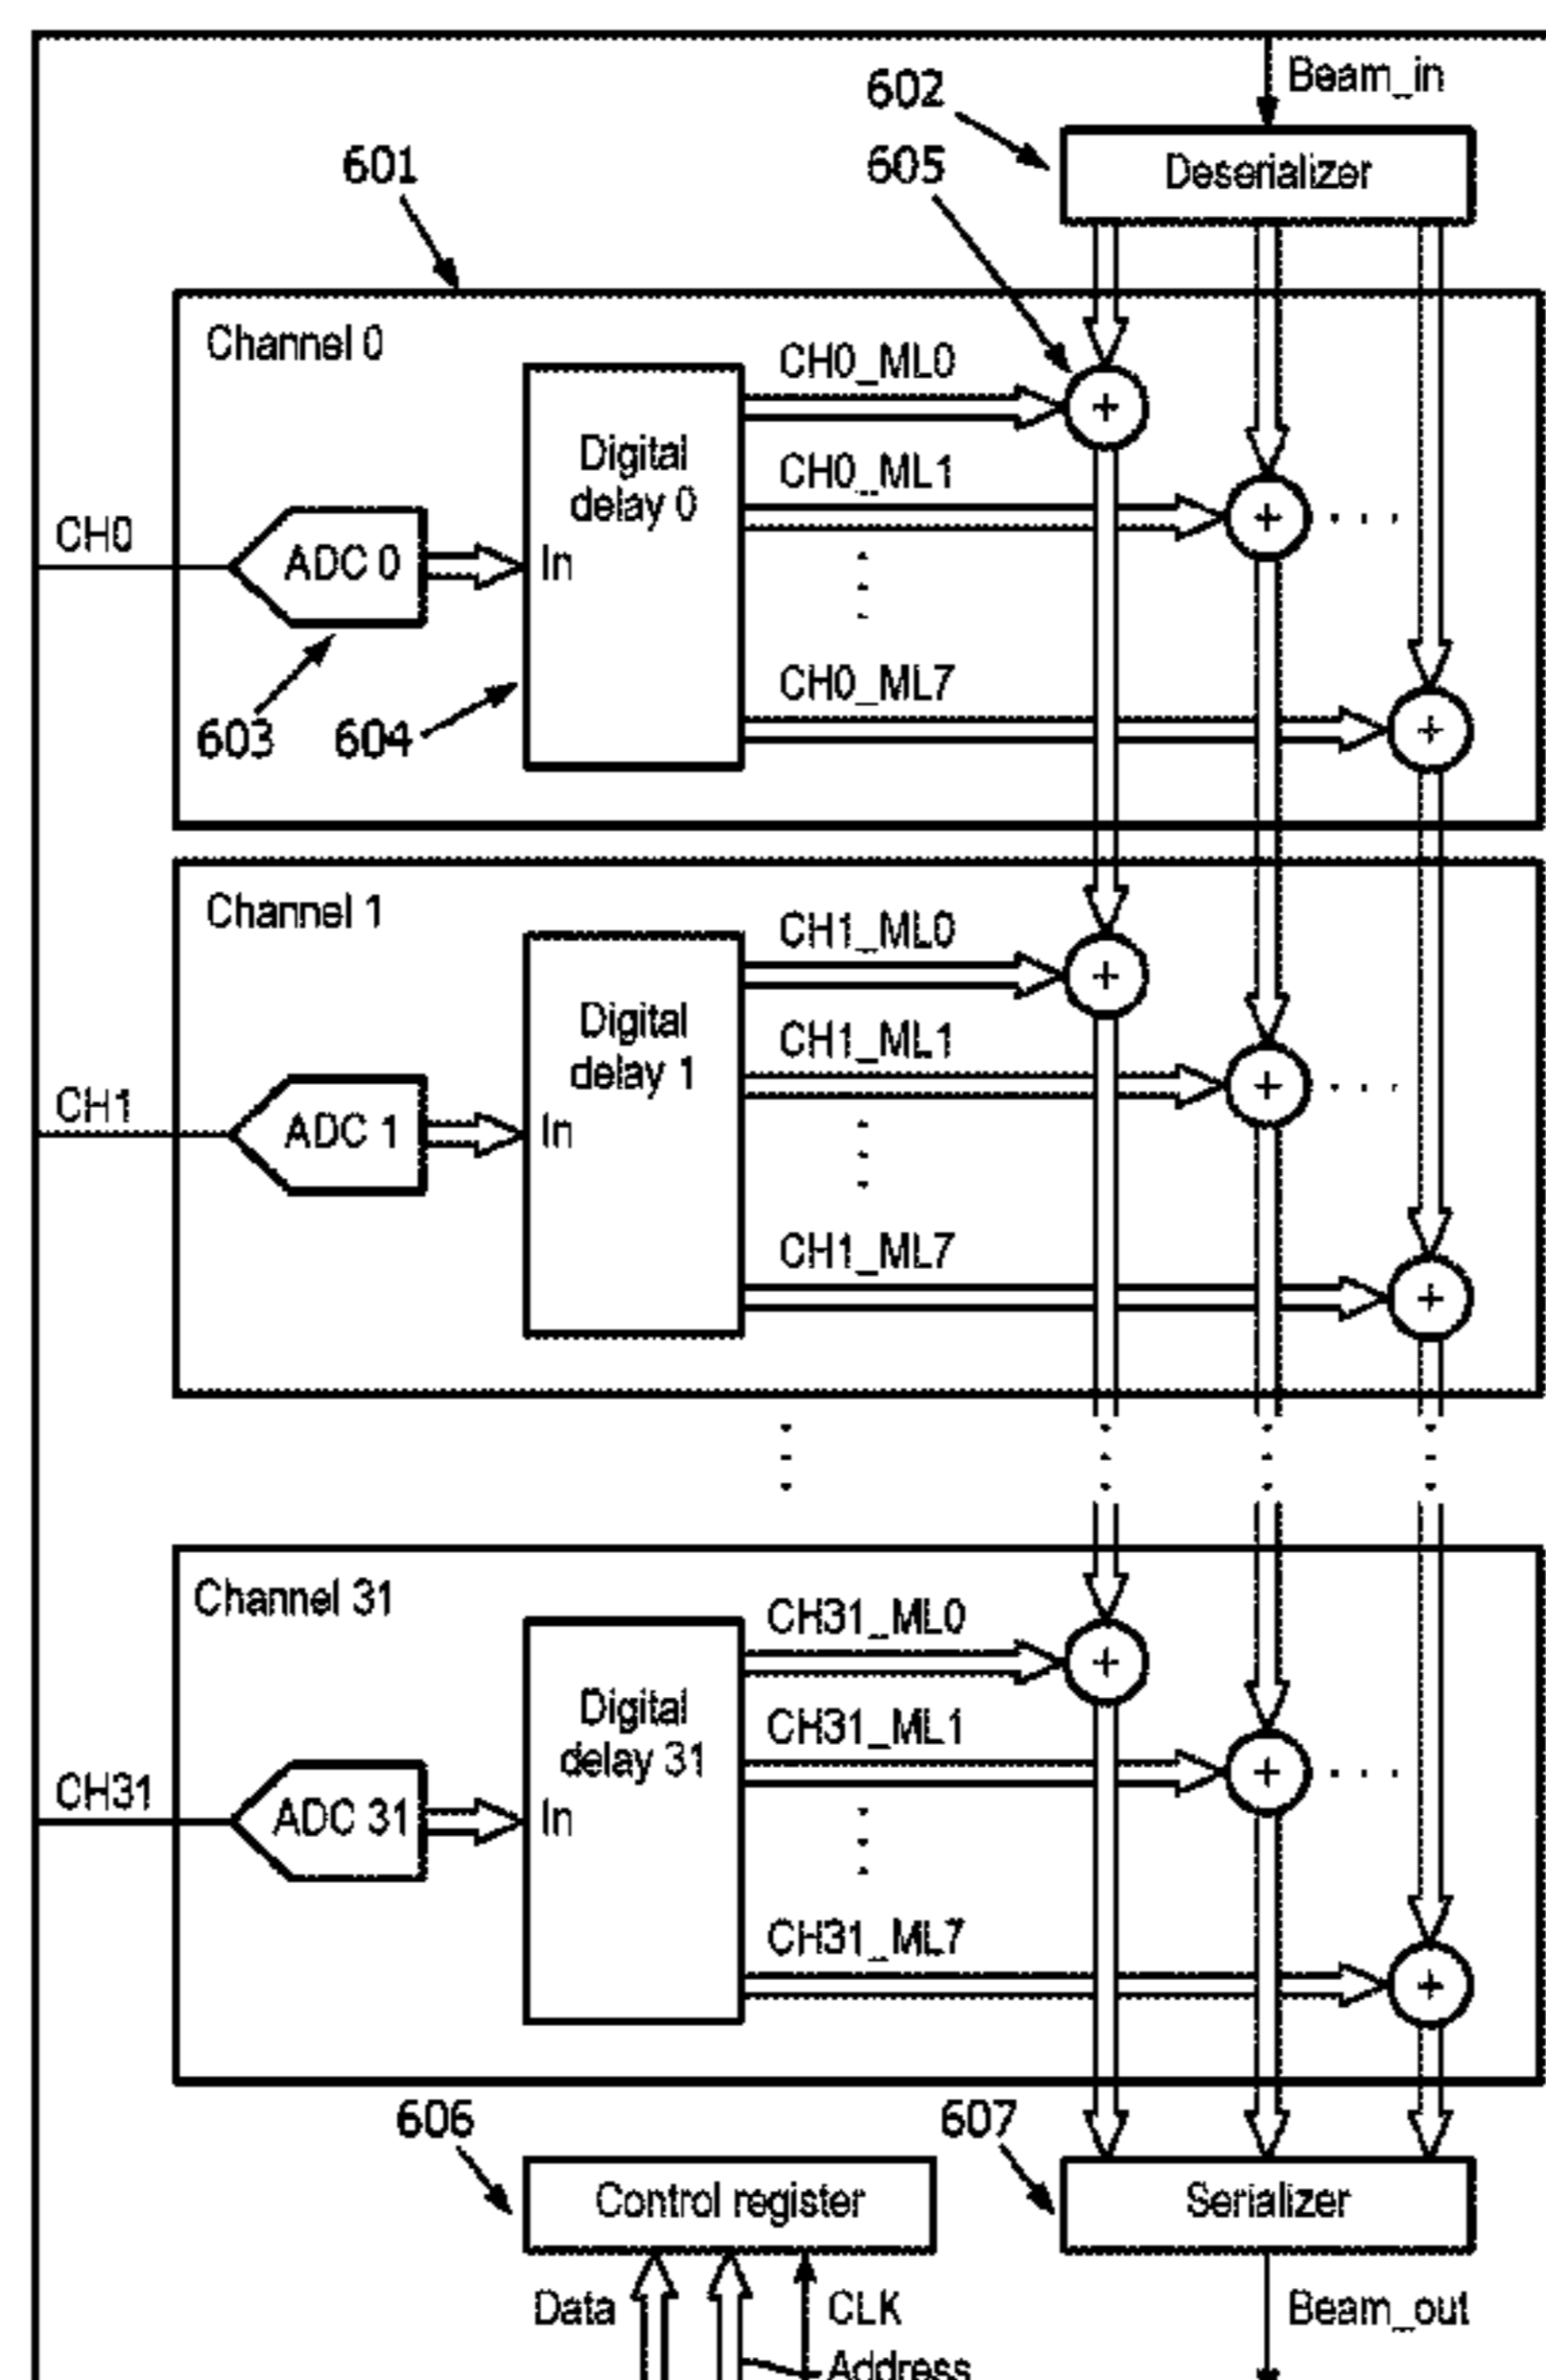 Beam_in
602
Deserializer
601
605
Channel 0
CH0_ML0
+
Digital
delay 0
CH0_ML1
+
CH0
ADC 0
In
CH0_ML7
+
603
604
Channel 1
CH1_ML0
+
Digital
delay 1
CH1_ML1
+
CH1
ADC 1
In
CH1_ML7
+
Channel 31
CH31_ML0
+
Digital
delay 31
CH31_ML1
+
CH31
ADC 31
In
CH31_ML7
+
606
607
Control register
Serializer
Data
CLK
Beam_out
Address